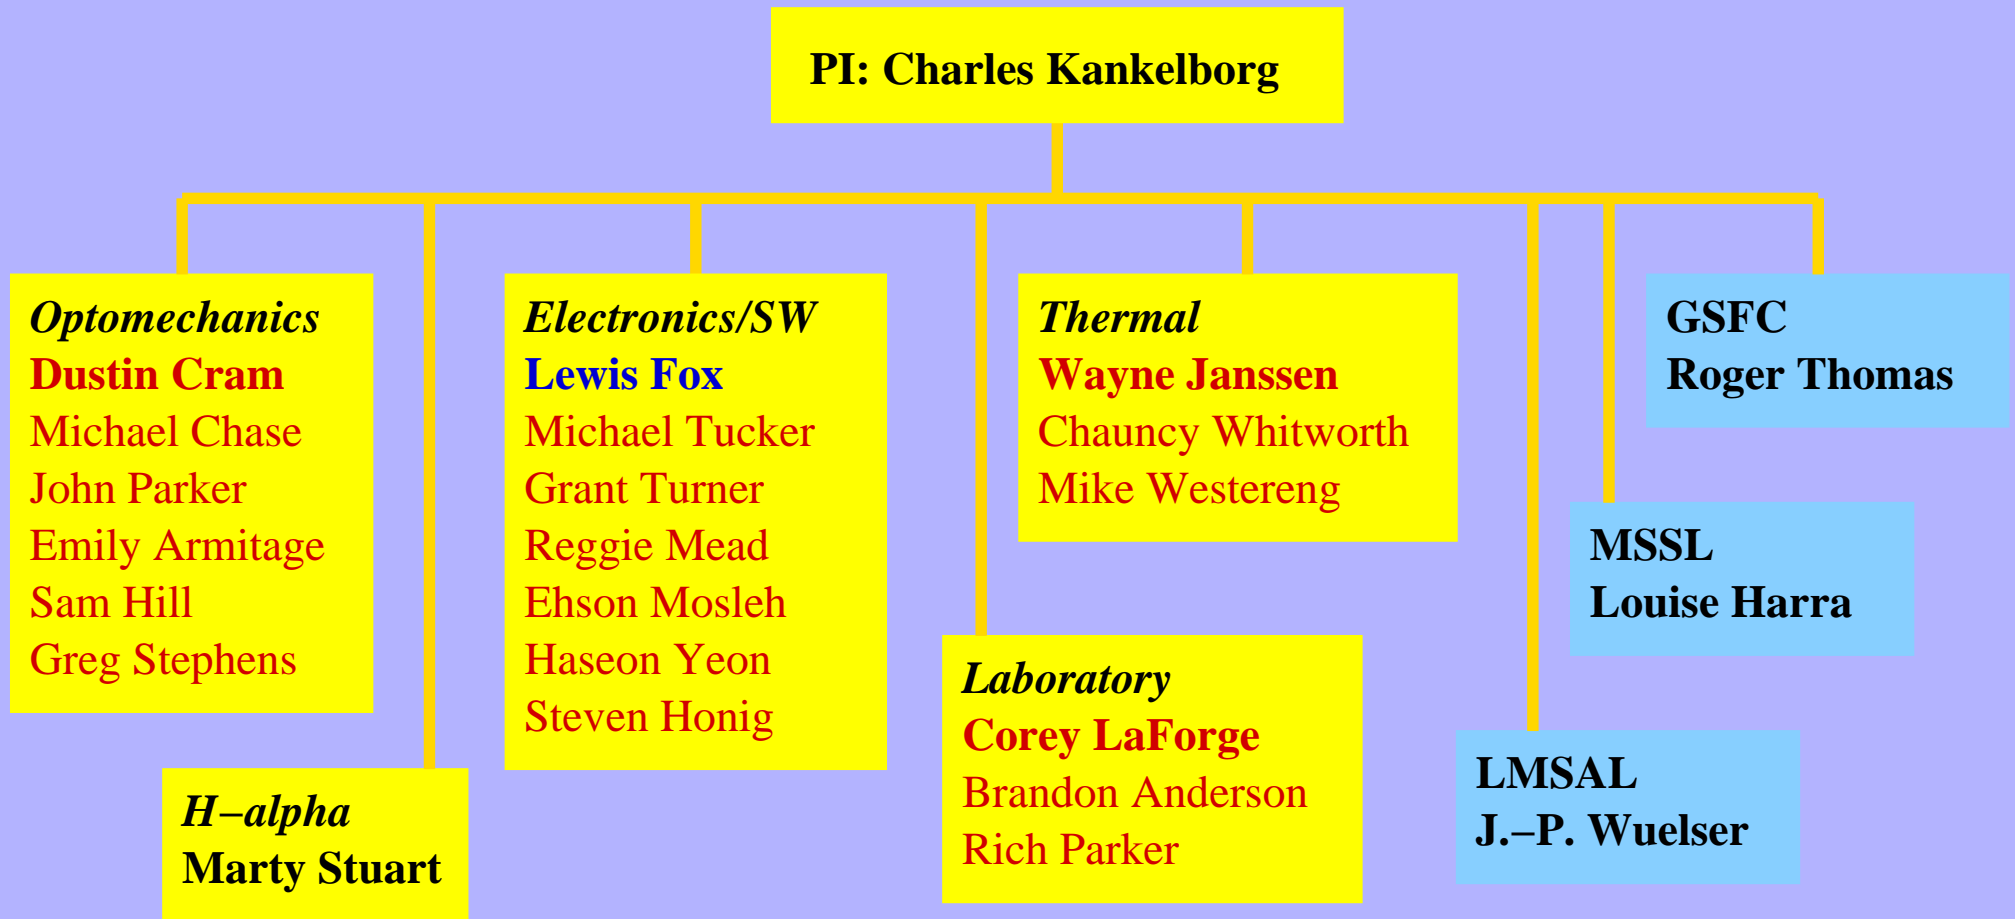 PI: Charles Kankelborg
Optomechanics
Dustin Cram
Michael Chase
John Parker
Emily Armitage
Sam Hill
Greg Stephens
H−alpha
Marty Stuart
Electronics/SW
Lewis Fox
Michael Tucker
Grant Turner
Reggie Mead
Ehson Mosleh
Haseon Yeon
Steven Honig
Laboratory
Corey LaForge
Brandon Anderson
Rich Parker
Thermal
Wayne Janssen
Chauncy Whitworth
Mike Westereng
LMSAL
J.−P. Wuelser
MSSL
Louise Harra
GSFC
Roger Thomas